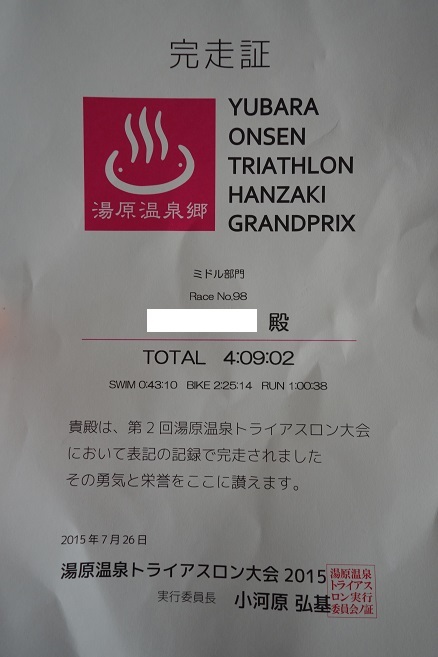 完走証
YUBARA
ONSEN
TRIATHLON
HANZAKI
GRANDPRIX
湯原温泉郷
ミドル部門
Race No.98
殿
TOTAL 4:09:02
SWIM 0:43:10 BIKE 2:25:14 RUN 1:00:38
貴殿は、第2回湯原温泉トライアスロン大会
において表記の記録で完走されました
その勇気と栄誉をここに讃えます。
2015年7月26日
湯原温泉トライアスロン大会 2015
実行委員長 小河原 弘基
湯原温泉
トライアス
ロン実行
委員会ノ証